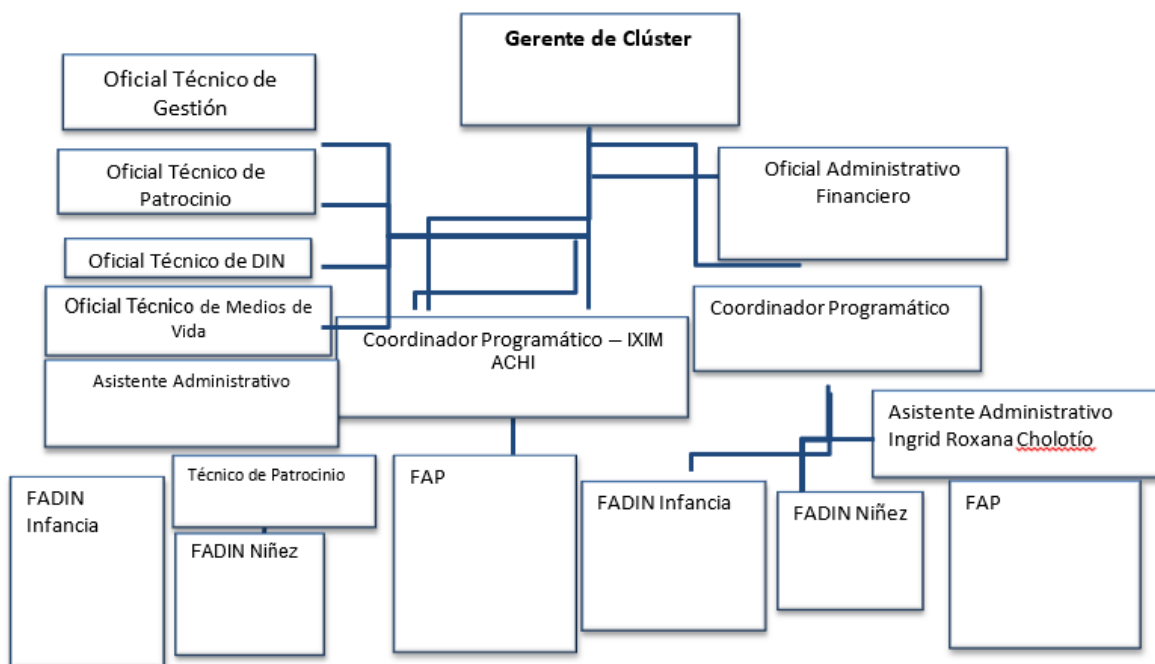 Gerente de Clúster
Oficial Técnico de
Gestión
Oficial Técnico de
Patrocinio
Oficial Administrativo
Financiero
Oficial Técnico de DIN
Oficial Técnico de Medios de
Vida
Coordinador Programático – IXIM
ACHI
Coordinador Programático
Asistente Administrativo
Asistente Administrativo
Ingrid Roxana Cholotío
Técnico de Patrocinio
FADIN
Infancia
FADIN Niñez
FAP
FADIN Infancia
FADIN Niñez
FAP